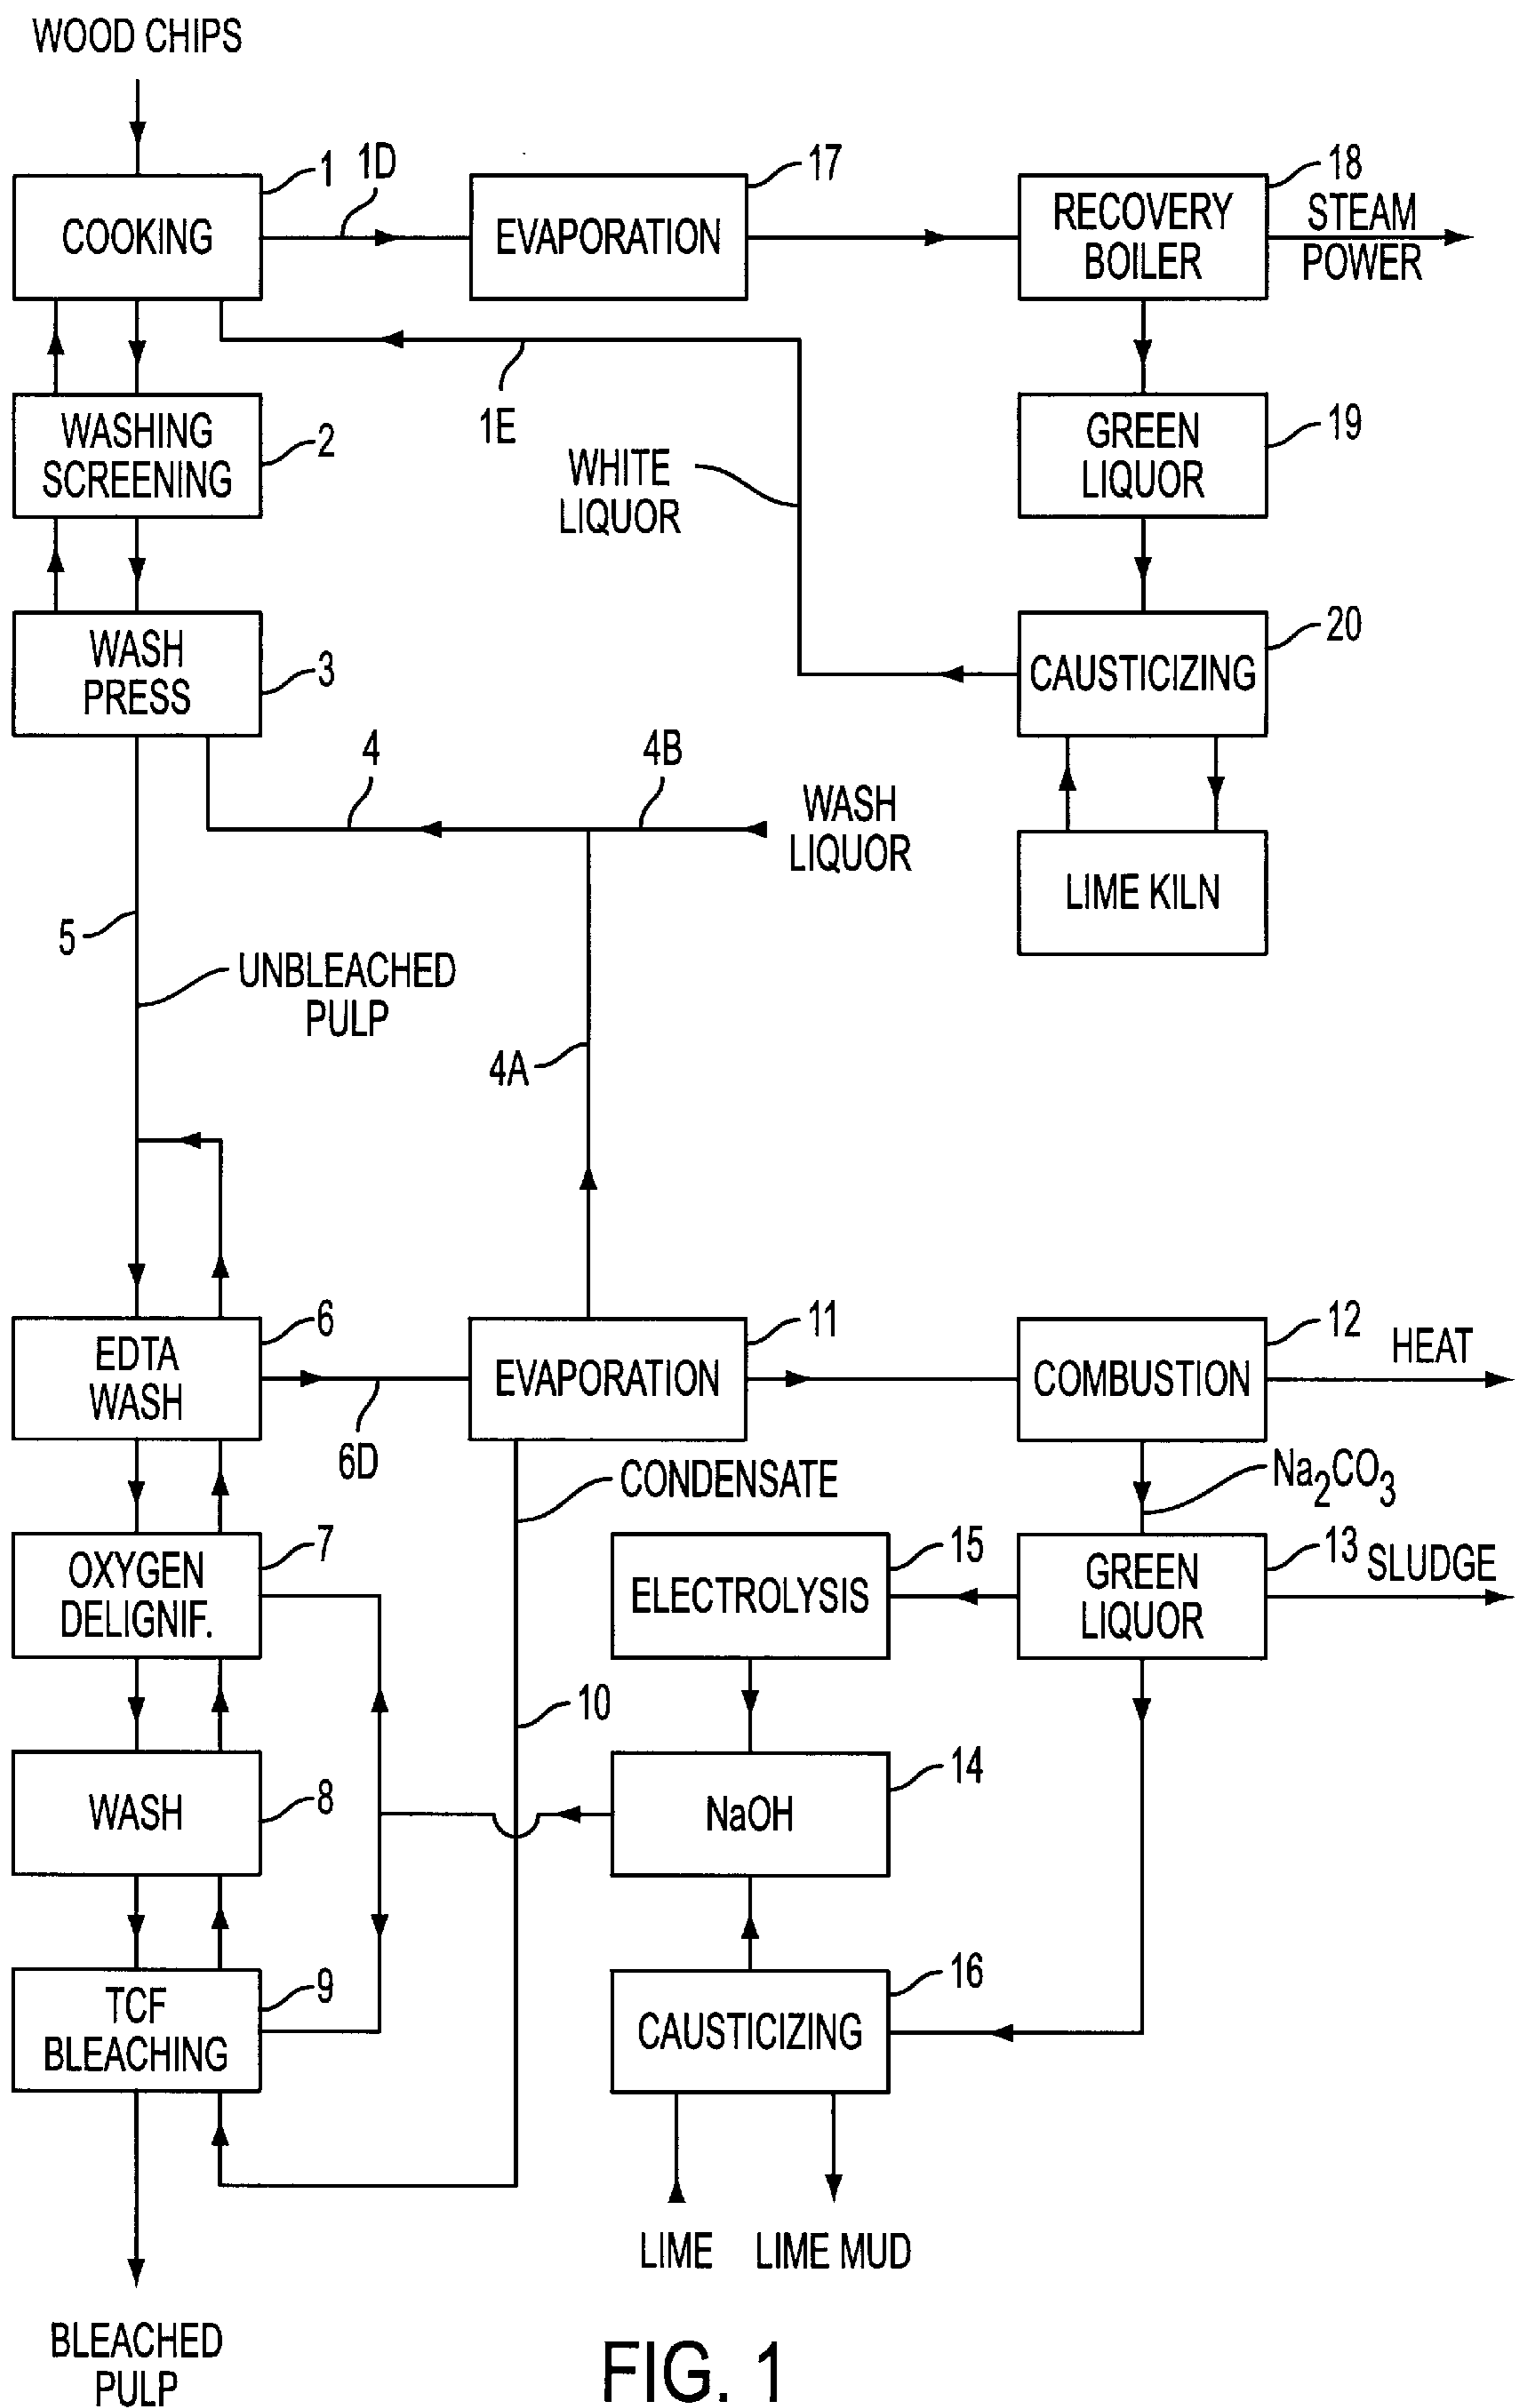 WOOD CHIPS
1
COOKING
1D
17
EVAPORATION
18
RECOVERY
BOILER
STEAM
POWER
1E
WASHING
SCREENING
2
WHITE
LIQUOR
GREEN
LIQUOR
19
WASH
PRESS
3
CAUSTICIZING
20
4
4B
WASH
LIQUOR
LIME KILN
5
UNBLEACHED
PULP
4A
EDTA
WASH
6
6D
EVAPORATION
11
COMBUSTION
12
HEAT
CONDENSATE
Na2CO3
OXYGEN
DELIGNIF.
7
ELECTROLYSIS
15
GREEN
LIQUOR
13
SLUDGE
10
WASH
8
NaOH
14
TCF
BLEACHING
9
CAUSTICIZING
16
LIME
LIME MUD
BLEACHED
PULP
FIG. 1